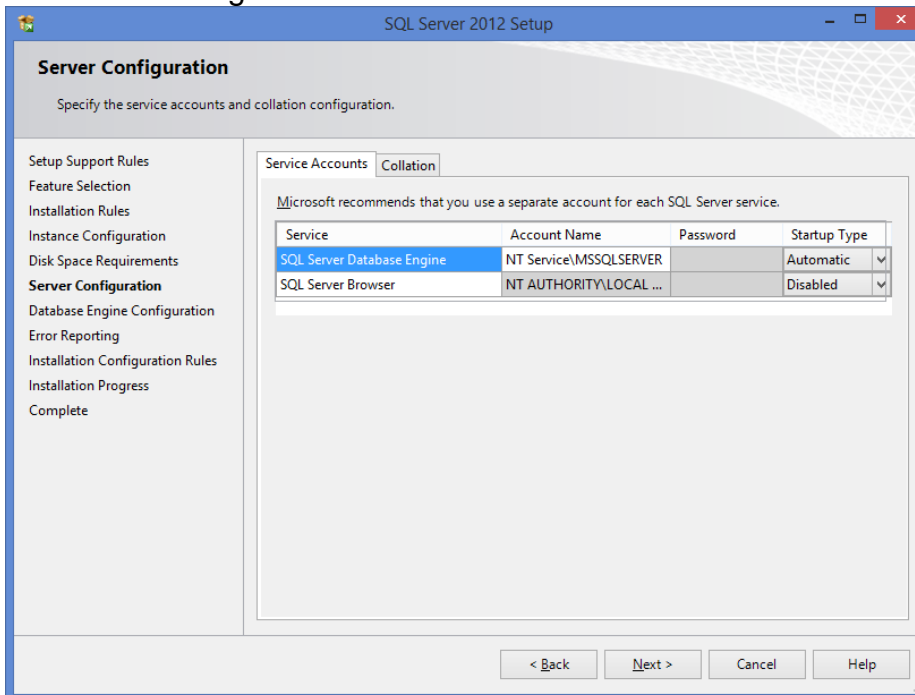 SQL Server 2012 Setup
Server Configuration
Specify the service accounts and collation configuration.
Setup Support Rules
Feature Selection
Installation Rules
Instance Configuration
Disk Space Requirements
Server Configuration
Database Engine Configuration
Error Reporting
Installation Configuration Rules
Installation Progress
Complete
Service Accounts Collation
Microsoft recommends that you use a separate account for each SQL Server service.
Service Account Name Password Startup Type
SQL Server Database Engine NT Service\MSSQLSERVER Automatic
SQL Server Browser NT AUTHORITY\LOCAL ... Disabled
< Back Next > Cancel Help